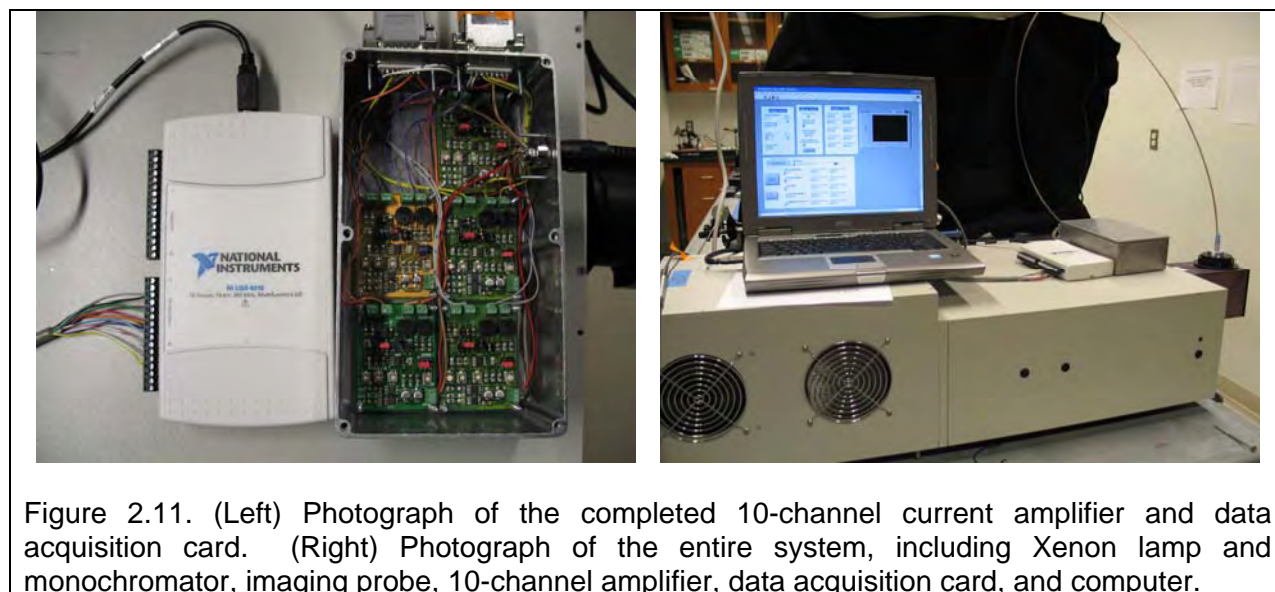 NATIONAL
INSTRUMENTS
Figure 2.11. (Left) Photograph of the completed 10-channel current amplifier and data
acquisition card. (Right) Photograph of the entire system, including Xenon lamp and
monochromator, imaging probe, 10-channel amplifier, data acquisition card, and computer.